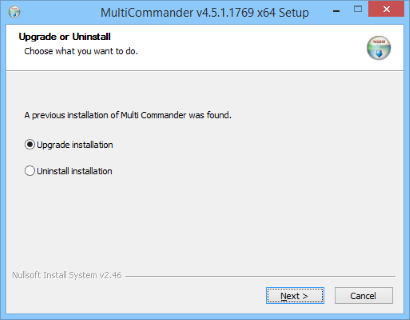 MultiCommander v4.5.1.1769 x64 Setup
Upgrade or Uninstall
Choose what you want to do.
A previous installation of Multi Commander was found.
Upgrade installation
Uninstall installation
Nullsoft Install System v2.46
Next >
Cancel